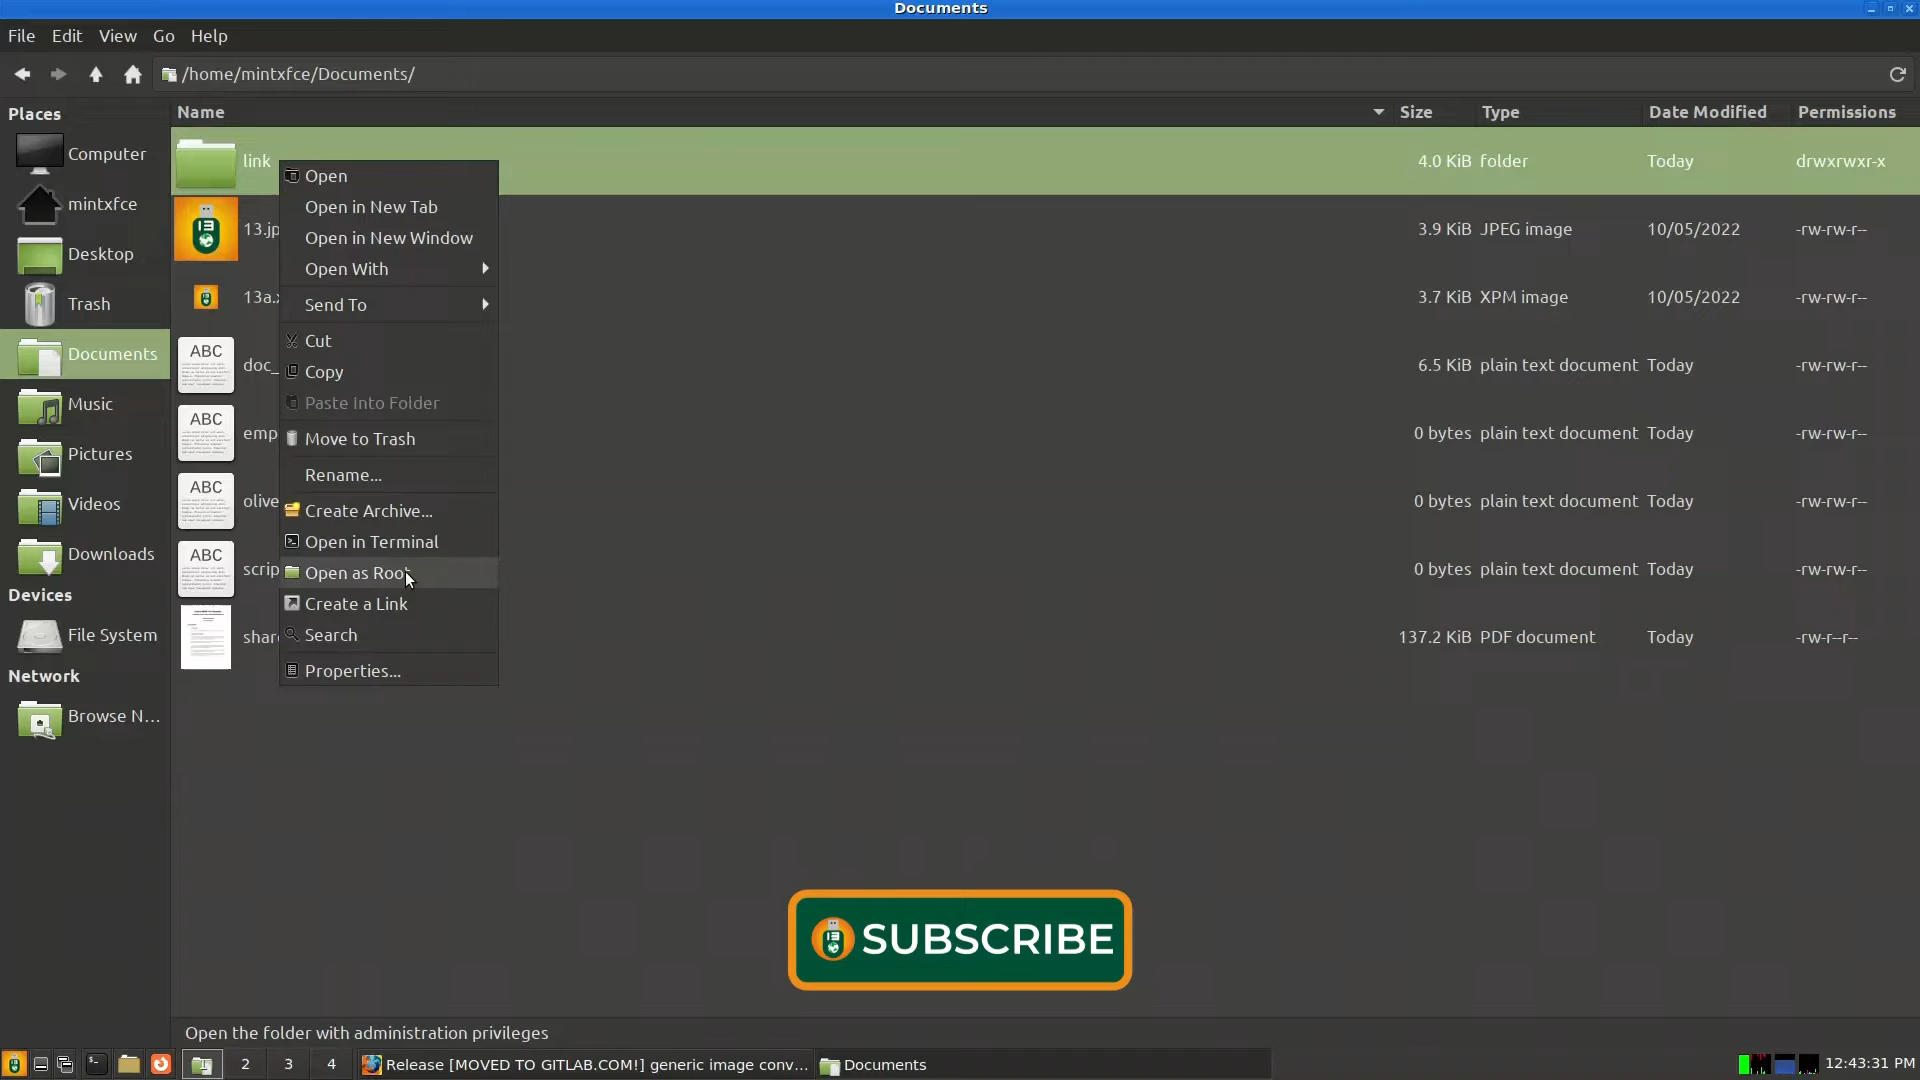 Documents
File Edit View Go Help
/home/mintxfce/Documents/
Places
Computer
mintxfce
Desktop
Trash
Documents
Music
Pictures
Videos
Downloads
Devices
File System
Network
Browse N...
Name Size Type Date Modified Permissions
link 4.0 KiB folder Today drwxrwxr-x
13.jp 3.9 KiB JPEG image 10/05/2022 -rw-rw-r--
13a.x 3.7 KiB XPM image 10/05/2022 -rw-rw-r--
ABC doc_ 6.5 KiB plain text document Today -rw-rw-r--
ABC emp 0 bytes plain text document Today -rw-rw-r--
ABC olive 0 bytes plain text document Today -rw-rw-r--
ABC scrip 0 bytes plain text document Today -rw-rw-r--
shar 137.2 KiB PDF document Today -rw-r--r--
Open
Open in New Tab
Open in New Window
Open With
Send To
Cut
Copy
Paste Into Folder
Move to Trash
Rename...
Create Archive...
Open in Terminal
Open as Root
Create a Link
Search
Properties...
13 SUBSCRIBE
Open the folder with administration privileges
1 2 3 4 Release [MOVED TO GITLAB.COM!] generic image conv... Documents 12:43:31 PM